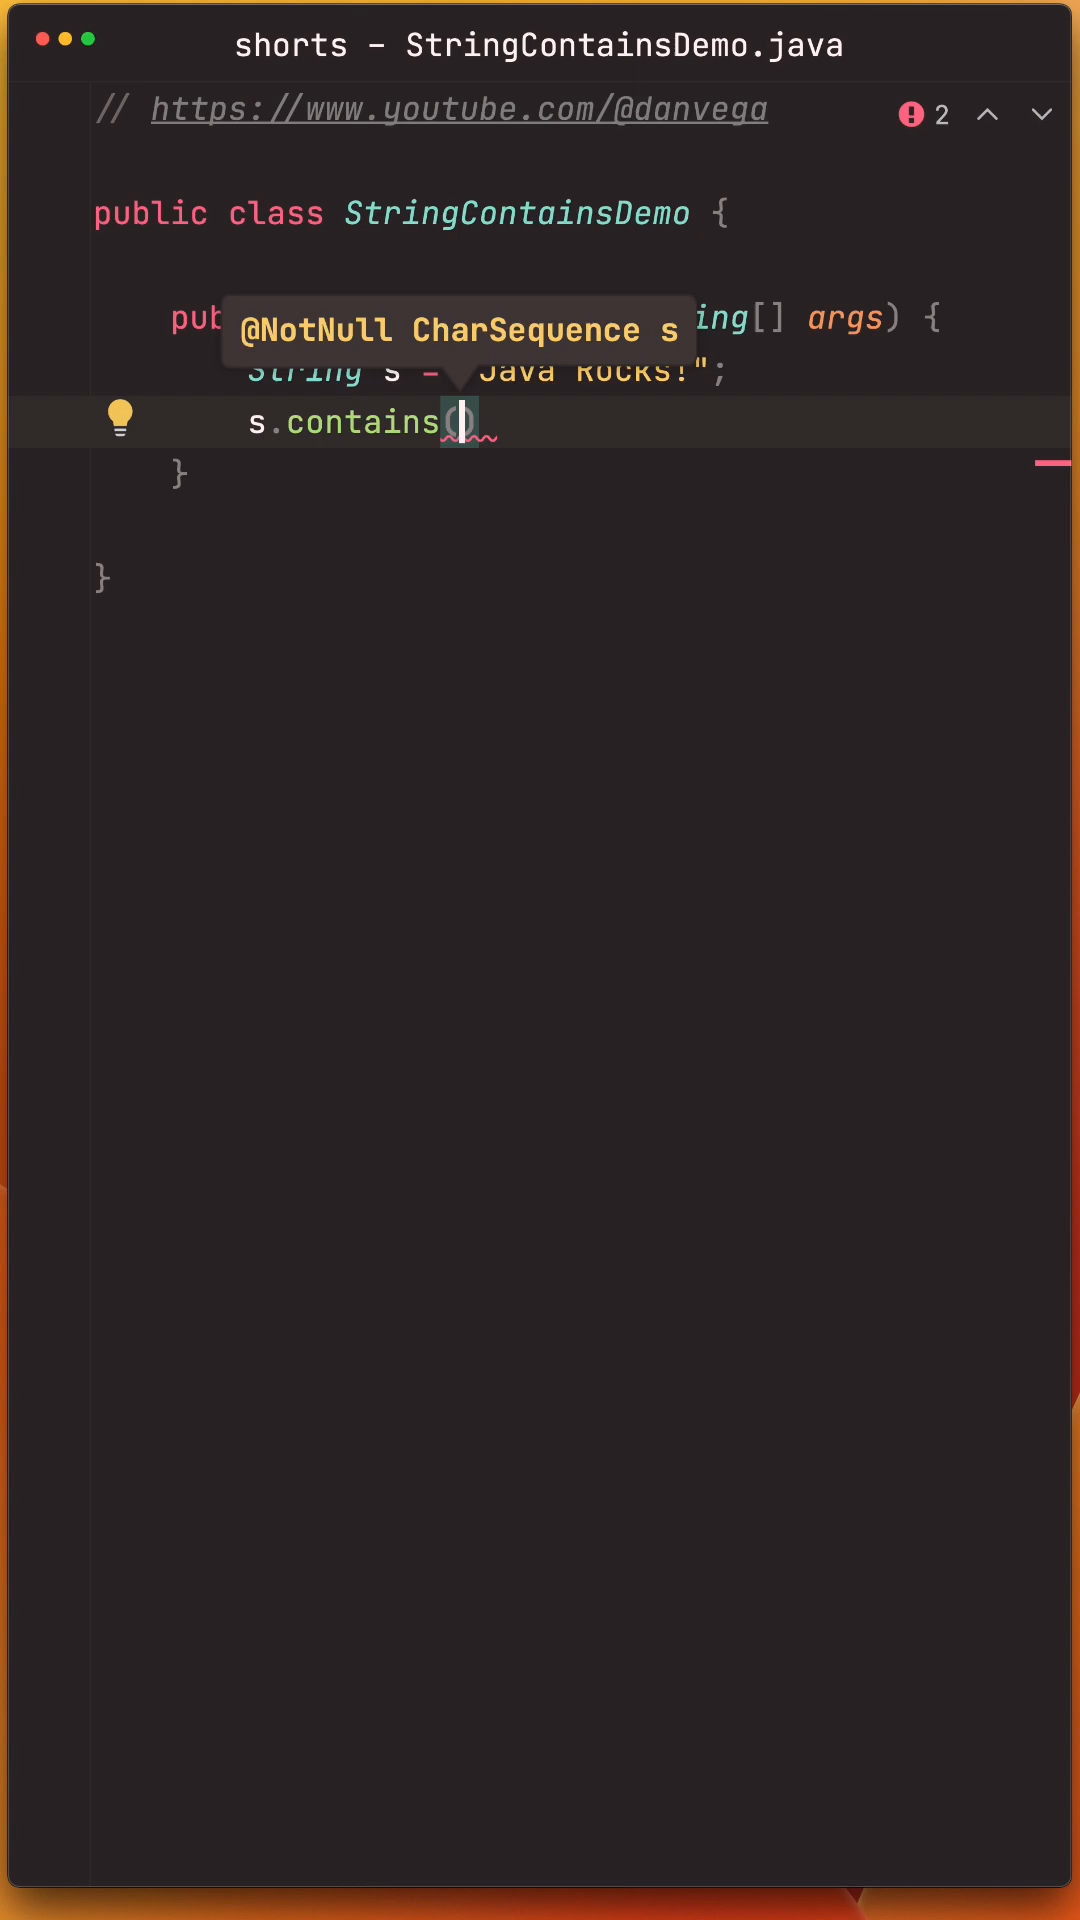 shorts – StringContainsDemo.java
// https://www.youtube.com/@danvega
2
public class StringContainsDemo {
@NotNull CharSequence s
pub ing[] args) {
String s = "Java Rocks!";
s.contains()
}
}